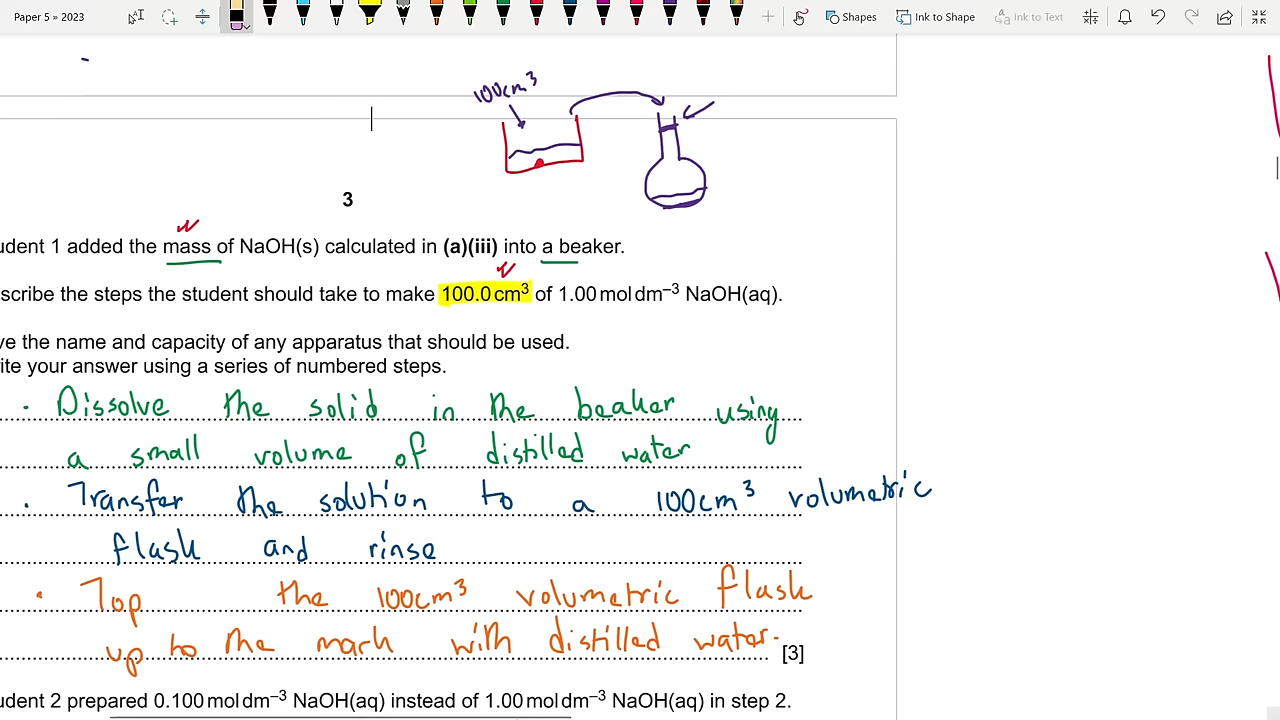 Paper 5 » 2023
Shapes
Ink to Shape
Ink to Text
100cm³
3
udent 1 added the mass of NaOH(s) calculated in (a)(iii) into a beaker.
scribe the steps the student should take to make 100.0 cm³ of 1.00 mol dm⁻³ NaOH(aq).
ve the name and capacity of any apparatus that should be used.
ite your answer using a series of numbered steps.
· Dissolve the solid in the beaker using
a small volume of distilled water
· Transfer the solution to a 100cm³ volumetric
flask and rinse
· Top the 100cm³ volumetric flask
up to the mark with distilled water. [3]
udent 2 prepared 0.100 mol dm⁻³ NaOH(aq) instead of 1.00 mol dm⁻³ NaOH(aq) in step 2.